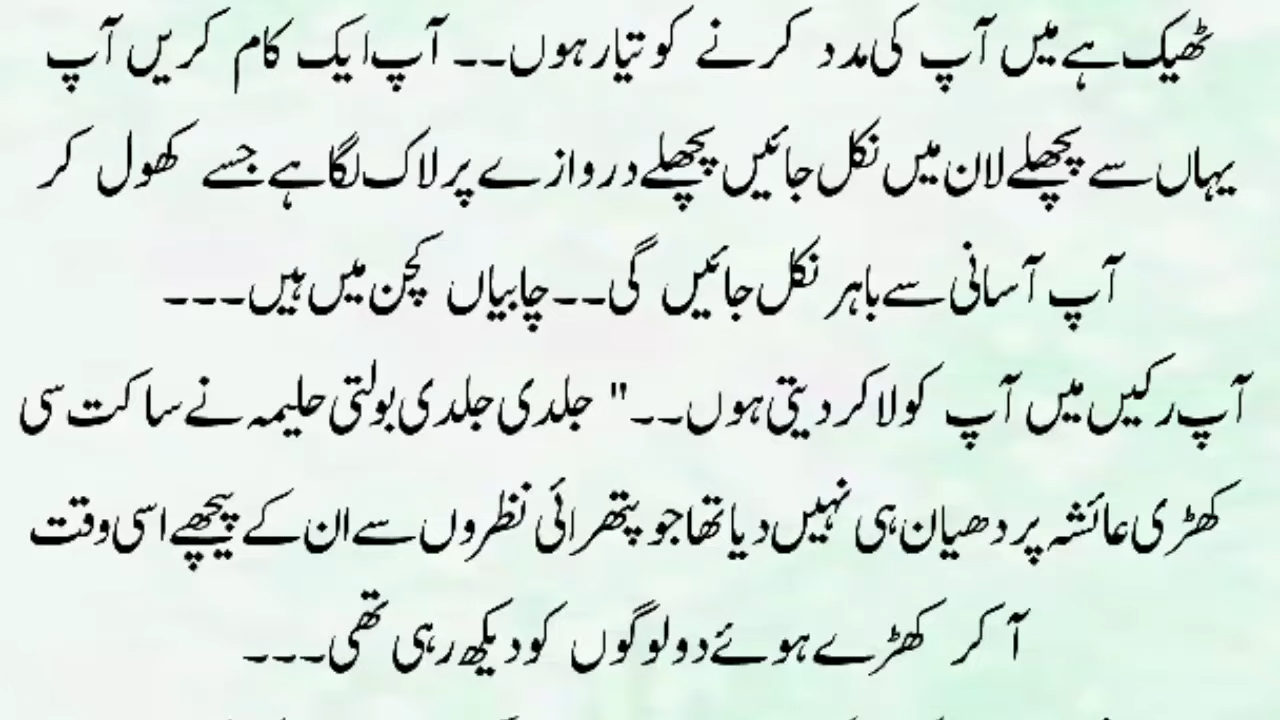 ٹھیک ہے میں آپ کی مدد کرنے کو تیار ہوں۔۔ آپ ایک کام کریں آپ
یہاں سے پچھلے لان میں نکل جائیں پچھلے دروازے پر لاک لگا ہے جسے کھول کر
آپ آسانی سے باہر نکل جائیں گی۔۔ چابیاں کچن میں ہیں۔۔۔
آپ رکیں میں آپ کو لا کر دیتی ہوں۔۔" جلدی جلدی بولتی حلیمہ نے ساکت سی
کھڑی عائشہ پر دھیان ہی نہیں دیا تھا جو پتھرائی نظروں سے ان کے پیچھے اسی وقت
آ کر کھڑے ہوئے دو لوگوں کو دیکھ رہی تھی۔۔۔